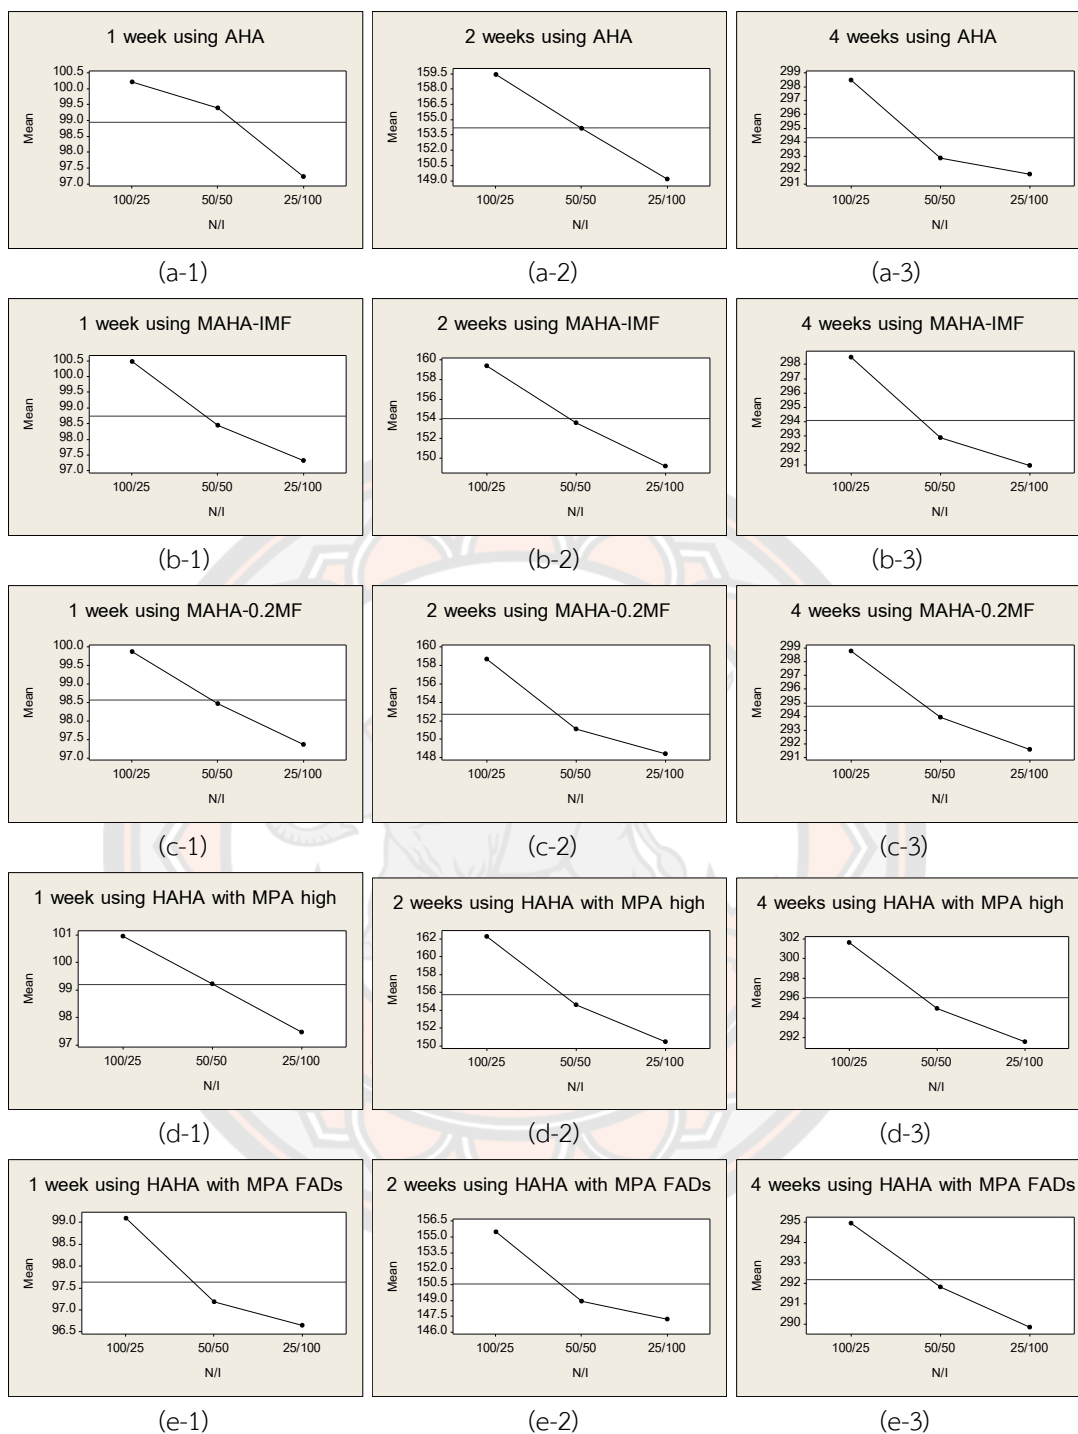 1 week using AHA
100.5
100.0
99.5
99.0
98.5
98.0
97.5
97.0
Mean
100/25 50/50 25/100
N/I
(a-1)
2 weeks using AHA
159.5
158.0
156.5
155.0
153.5
152.0
150.5
149.0
Mean
100/25 50/50 25/100
N/I
(a-2)
4 weeks using AHA
299
298
297
296
295
294
293
292
291
Mean
100/25 50/50 25/100
N/I
(a-3)
1 week using MAHA-IMF
100.5
100.0
99.5
99.0
98.5
98.0
97.5
97.0
Mean
100/25 50/50 25/100
N/I
(b-1)
2 weeks using MAHA-IMF
160
158
156
154
152
150
Mean
100/25 50/50 25/100
N/I
(b-2)
4 weeks using MAHA-IMF
298
297
296
295
294
293
292
291
Mean
100/25 50/50 25/100
N/I
(b-3)
1 week using MAHA-0.2MF
100.0
99.5
99.0
98.5
98.0
97.5
97.0
Mean
100/25 50/50 25/100
N/I
(c-1)
2 weeks using MAHA-0.2MF
160
158
156
154
152
150
148
Mean
100/25 50/50 25/100
N/I
(c-2)
4 weeks using MAHA-0.2MF
299
298
297
296
295
294
293
292
291
Mean
100/25 50/50 25/100
N/I
(c-3)
1 week using HAHA with MPA high
101
100
99
98
97
Mean
100/25 50/50 25/100
N/I
(d-1)
2 weeks using HAHA with MPA high
162
160
158
156
154
152
150
Mean
100/25 50/50 25/100
N/I
(d-2)
4 weeks using HAHA with MPA high
302
300
298
296
294
292
Mean
100/25 50/50 25/100
N/I
(d-3)
1 week using HAHA with MPA FADs
99.0
98.5
98.0
97.5
97.0
96.5
Mean
100/25 50/50 25/100
N/I
(e-1)
2 weeks using HAHA with MPA FADs
156.5
155.0
153.5
152.0
150.5
149.0
147.5
146.0
Mean
100/25 50/50 25/100
N/I
(e-2)
4 weeks using HAHA with MPA FADs
295
294
293
292
291
290
Mean
100/25 50/50 25/100
N/I
(e-3)